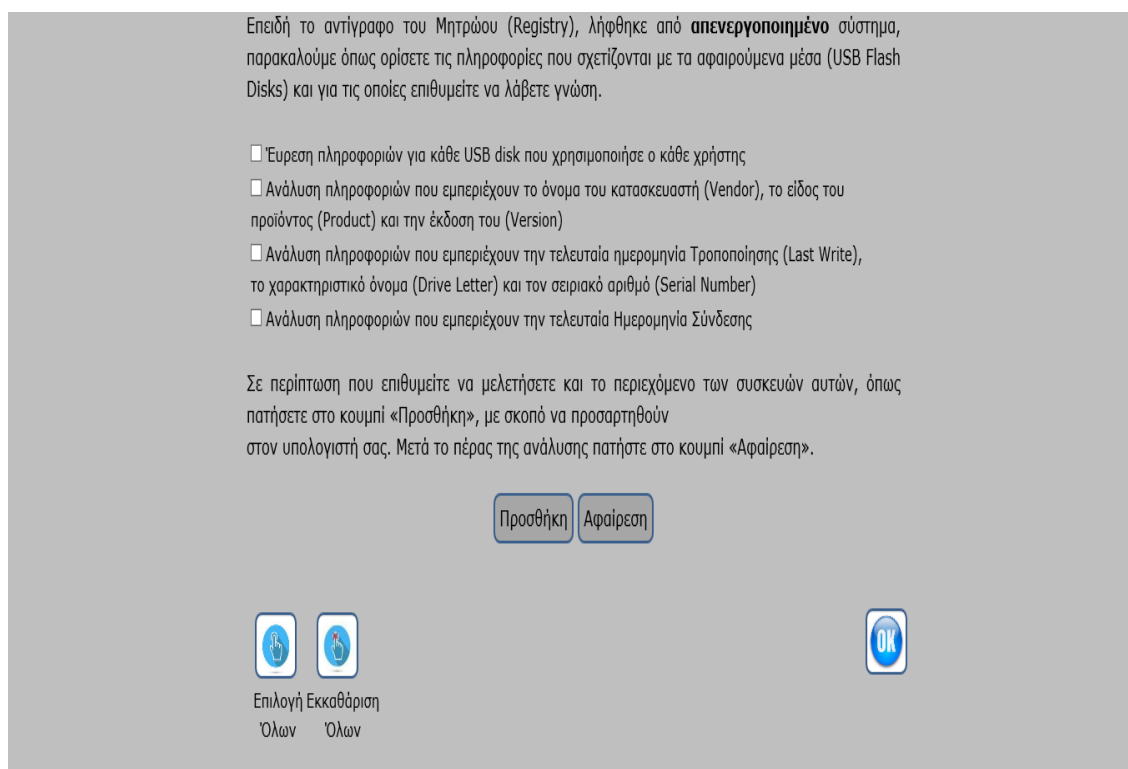 Επειδή το αντίγραφο του Μητρώου (Registry), λήφθηκε από απενεργοποιημένο σύστημα,
παρακαλούμε όπως ορίσετε τις πληροφορίες που σχετίζονται με τα αφαιρούμενα μέσα (USB Flash
Disks) και για τις οποίες επιθυμείτε να λάβετε γνώση.
Έυρεση πληροφοριών για κάθε USB disk που χρησιμοποιήσε ο κάθε χρήστης
Ανάλυση πληροφοριών που εμπεριέχουν το όνομα του κατασκευαστή (Vendor), το είδος του
προϊόντος (Product) και την έκδοση του (Version)
Ανάλυση πληροφοριών που εμπεριέχουν την τελευταία ημερομηνία Τροποποίησης (Last Write),
το χαρακτηριστικό όνομα (Drive Letter) και τον σειριακό αριθμό (Serial Number)
Ανάλυση πληροφοριών που εμπεριέχουν την τελευταία Ημερομηνία Σύνδεσης
Σε περίπτωση που επιθυμείτε να μελετήσετε και το περιεχόμενο των συσκευών αυτών, όπως
πατήσετε στο κουμπί «Προσθήκη», με σκοπό να προσαρτηθούν
στον υπολογιστή σας. Μετά το πέρας της ανάλυσης πατήστε στο κουμπί «Αφαίρεση».
Προσθήκη Αφαίρεση
OK
Επιλογή Εκκαθάριση
Όλων Όλων